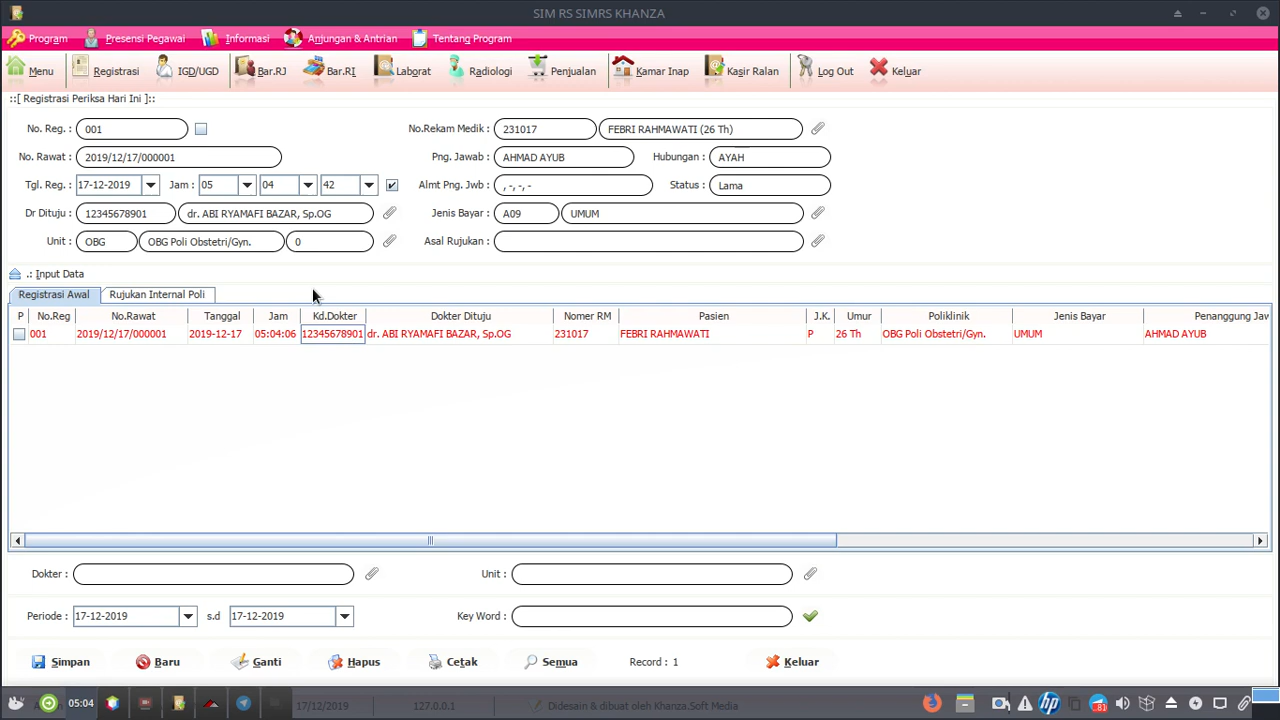 SIM RS SIMRS KHANZA
Program Presensi Pegawai Informasi Anjungan & Antrian Tentang Program
Menu Registrasi IGD/UGD Bar.RJ Bar.RI Laborat Radiologi Penjualan Kamar Inap Kasir Ralan Log Out Keluar
::[ Registrasi Periksa Hari Ini ]::
No. Reg. : 001 No.Rekam Medik : 231017 FEBRI RAHMAWATI (26 Th)
No. Rawat : 2019/12/17/000001 Png. Jawab : AHMAD AYUB Hubungan : AYAH
Tgl. Reg. : 17-12-2019 Jam : 05 04 42 Almt Png. Jwb : , -, -, - Status : Lama
Dr Dituju : 12345678901 dr. ABI RYAMAFI BAZAR, Sp.OG Jenis Bayar : A09 UMUM
Unit : OBG OBG Poli Obstetri/Gyn. 0 Asal Rujukan :
.: Input Data
Registrasi Awal Rujukan Internal Poli
P No.Reg No.Rawat Tanggal Jam Kd.Dokter Dokter Dituju Nomer RM Pasien J.K. Umur Poliklinik Jenis Bayar Penanggung Jaw
001 2019/12/17/000001 2019-12-17 05:04:06 12345678901 dr. ABI RYAMAFI BAZAR, Sp.OG 231017 FEBRI RAHMAWATI P 26 Th OBG Poli Obstetri/Gyn. UMUM AHMAD AYUB
Dokter : Unit :
Periode : 17-12-2019 s.d 17-12-2019 Key Word :
Simpan Baru Ganti Hapus Cetak Semua Record : 1 Keluar
05:04 17/12/2019 127.0.0.1 Didesain & dibuat oleh Khanza.Soft Media 81